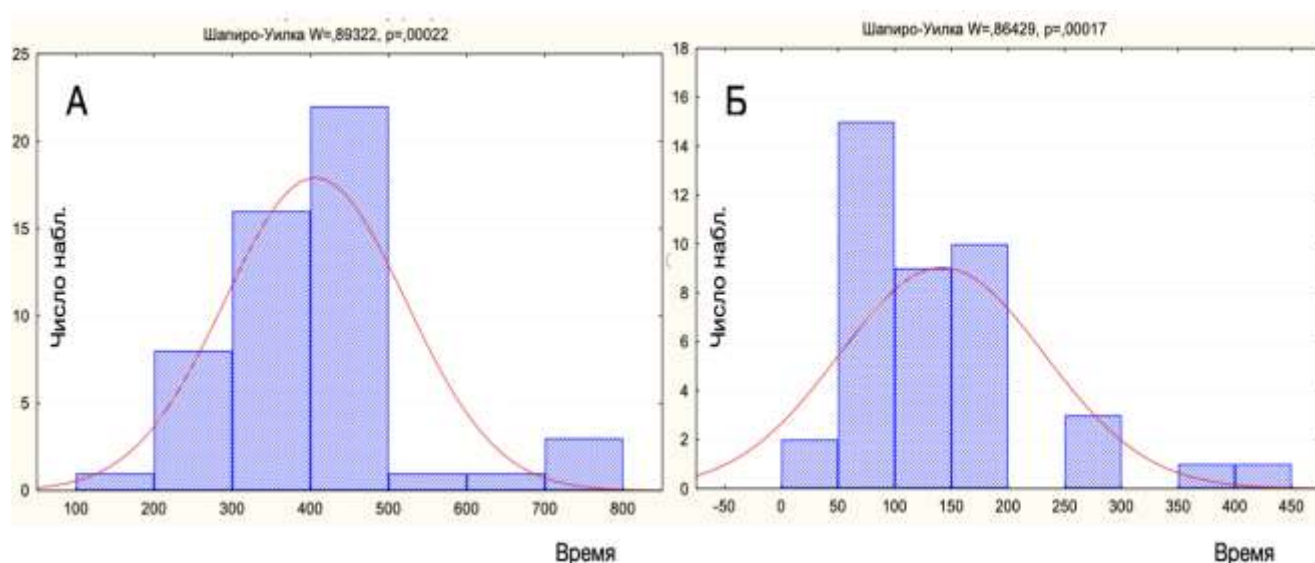 Шапиро-Уилка W=,89322, p=,00022
25
20
15
10
5
0
А
Число набл.
100 200 300 400 500 600 700 800
Время
Шапиро-Уилка W=,86429, p=,00017
18
16
14
12
10
8
6
4
2
0
Б
Число набл.
-50 0 50 100 150 200 250 300 350 400 450
Время